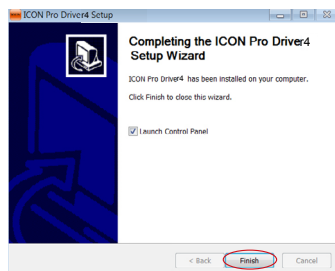 ICON Pro Driver4 Setup
Completing the ICON Pro Driver4
Setup Wizard
ICON Pro Driver4 has been installed on your computer.
Click Finish to close this wizard.
Launch Control Panel
< Back Finish Cancel